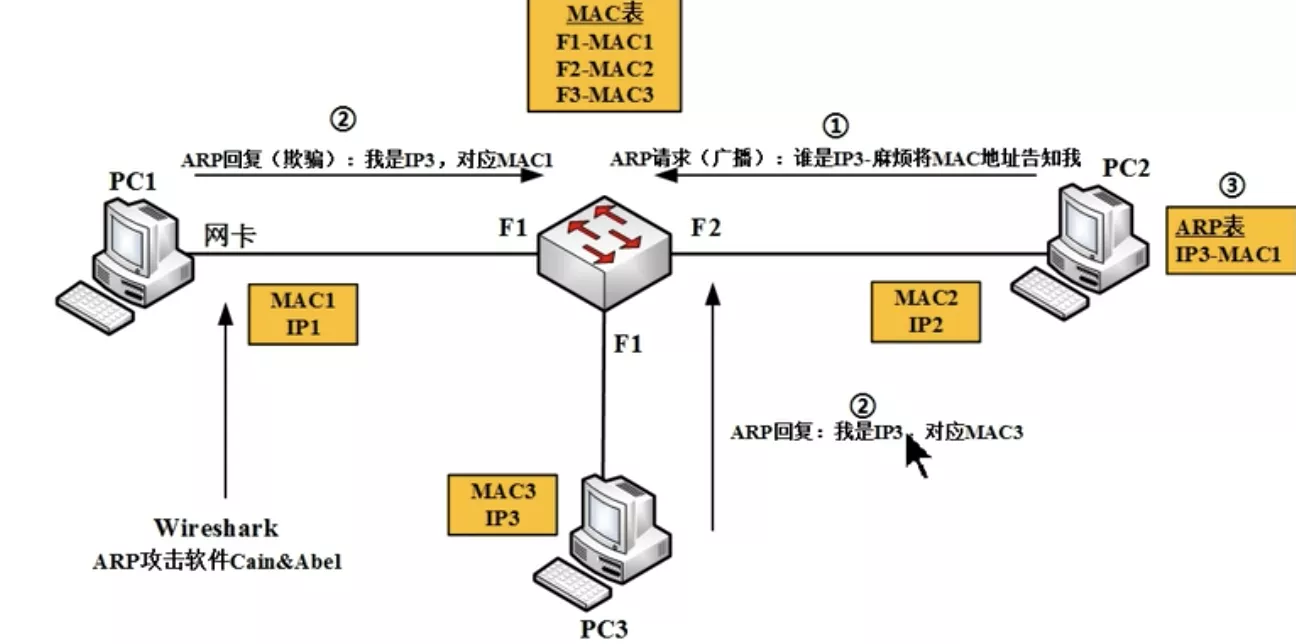 MAC表
F1-MAC1
F2-MAC2
F3-MAC3
②
ARP回复（欺骗）：我是IP3，对应MAC1
①
ARP请求（广播）：谁是IP3-麻烦将MAC地址告知我
PC1
PC2
③
ARP表
IP3-MAC1
网卡
F1
F2
MAC1
IP1
MAC2
IP2
F1
②
ARP回复：我是IP3，对应MAC3
MAC3
IP3
Wireshark
ARP攻击软件Cain&Abel
PC3